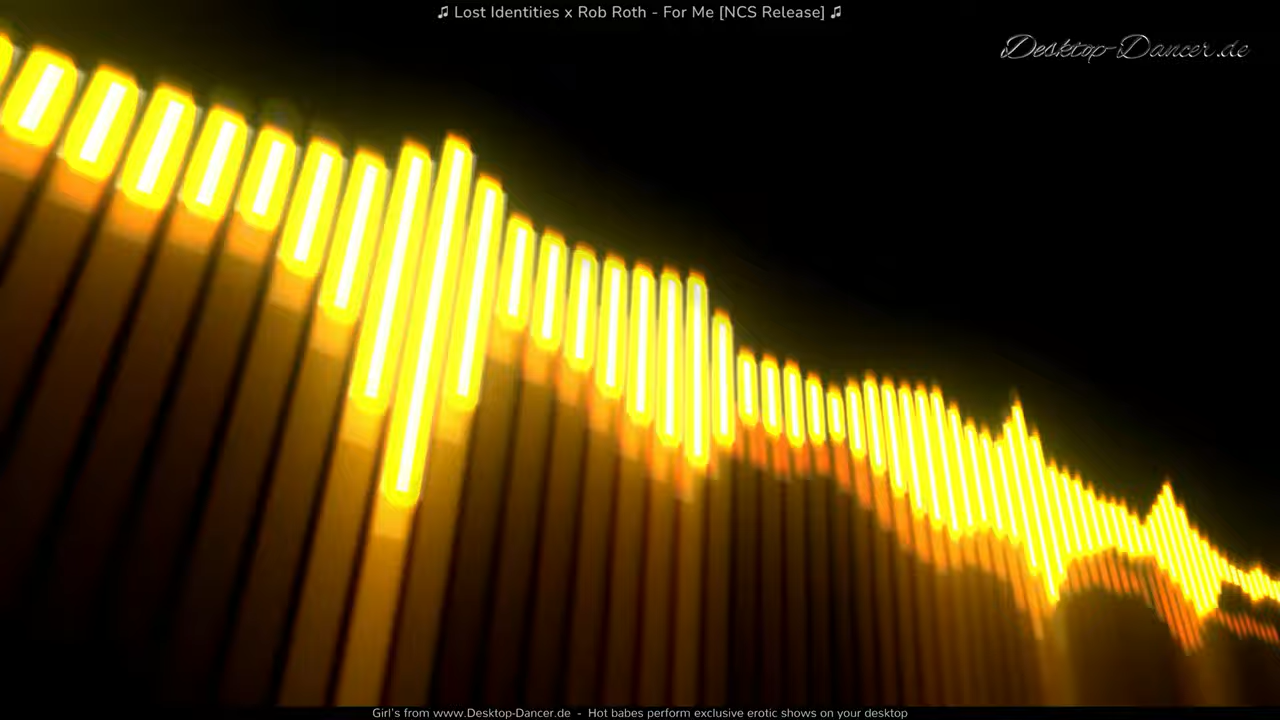 ♫ Lost Identities x Rob Roth - For Me [NCS Release] ♫
Desktop-Dancer.de
Girl's from www.Desktop-Dancer.de - Hot babes perform exclusive erotic shows on your desktop